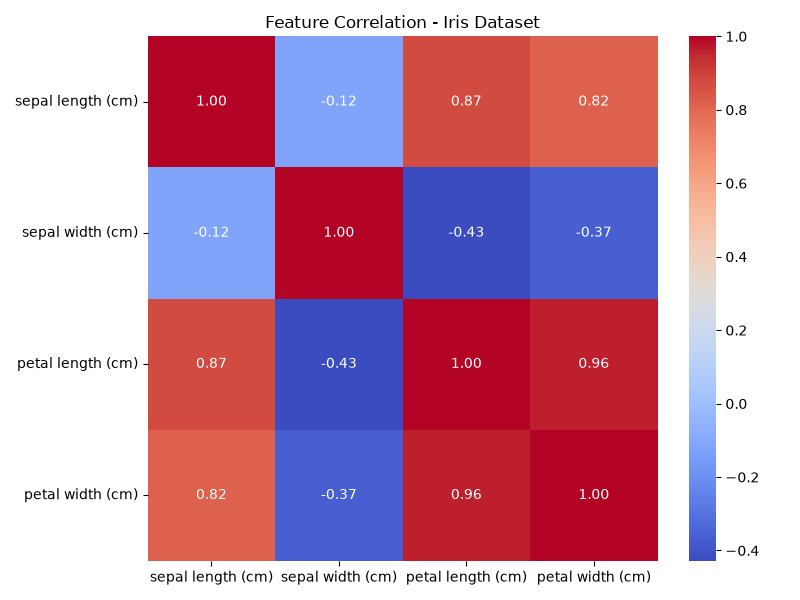 Feature Correlation - Iris Dataset
sepal length (cm) 1.00 -0.12 0.87 0.82
sepal width (cm) -0.12 1.00 -0.43 -0.37
petal length (cm) 0.87 -0.43 1.00 0.96
petal width (cm) 0.82 -0.37 0.96 1.00
sepal length (cm) sepal width (cm) petal length (cm) petal width (cm)
1.0
0.8
0.6
0.4
0.2
0.0
−0.2
−0.4